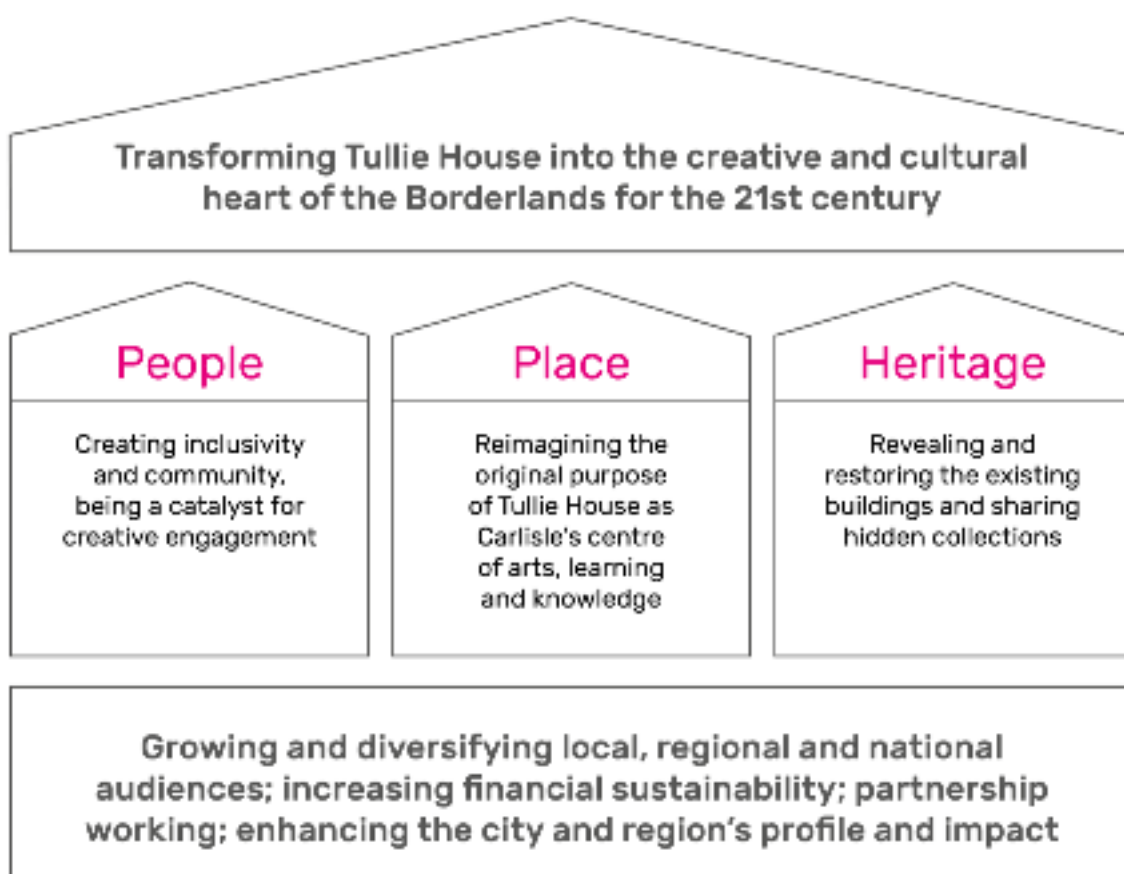 Transforming Tullie House into the creative and cultural
heart of the Borderlands for the 21st century
People
Creating inclusivity
and community,
being a catalyst for
creative engagement
Place
Reimagining the
original purpose
of Tullie House as
Carlisle's centre
of arts, learning
and knowledge
Heritage
Revealing and
restoring the existing
buildings and sharing
hidden collections
Growing and diversifying local, regional and national
audiences; increasing financial sustainability; partnership
working; enhancing the city and region's profile and impact